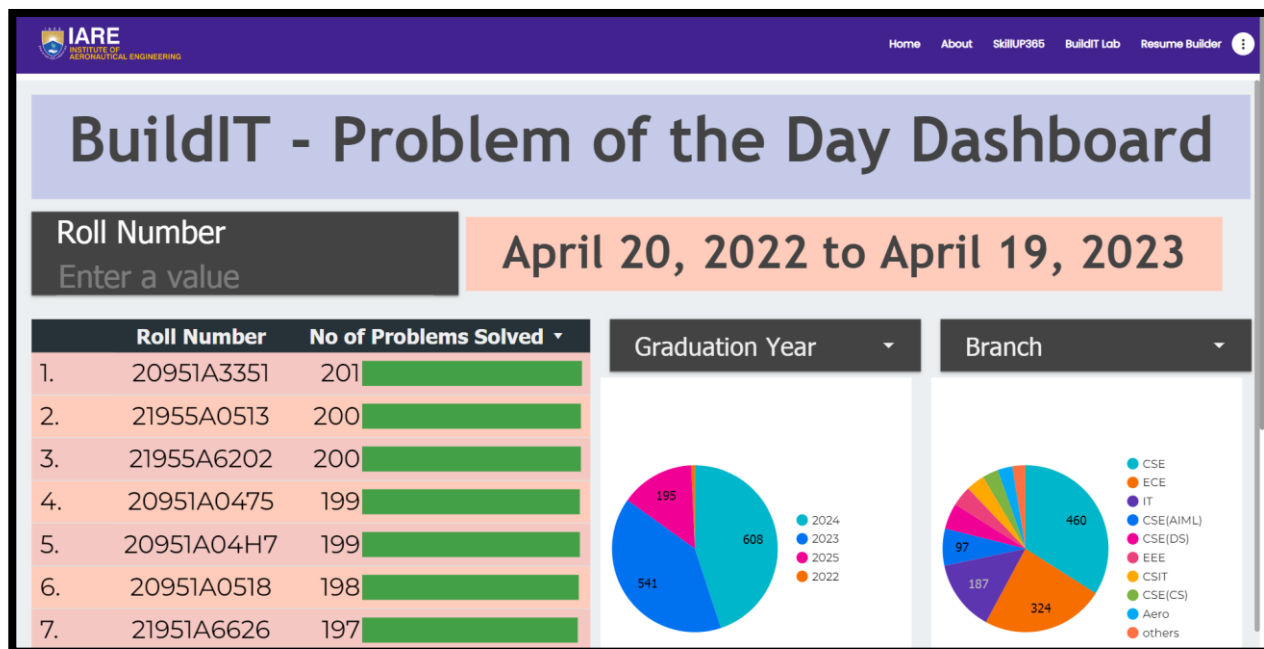 IARE
INSTITUTE OF
AERONAUTICAL ENGINEERING
Home About SkillUP365 BuildIT Lab Resume Builder
BuildIT - Problem of the Day Dashboard
Roll Number
Enter a value
April 20, 2022 to April 19, 2023
Roll Number No of Problems Solved
1. 20951A3351 201
2. 21955A0513 200
3. 21955A6202 200
4. 20951A0475 199
5. 20951A04H7 199
6. 20951A0518 198
7. 21951A6626 197
Graduation Year
195
608
541
2024
2023
2025
2022
Branch
460
97
187
324
CSE
ECE
IT
CSE(AIML)
CSE(DS)
EEE
CSIT
CSE(CS)
Aero
others